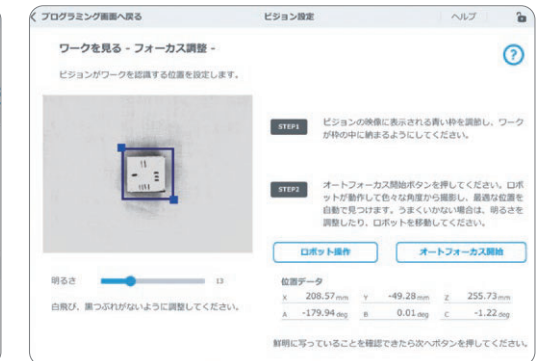 プログラミング画面へ戻る
ビジョン設定
ヘルプ
ワークを見る - フォーカス調整 -
?
ビジョンがワークを認識する位置を設定します。
STEP1
ビジョンの映像に表示される青い枠を調節し、ワーク
が枠の中に納まるようにしてください。
STEP2
オートフォーカス開始ボタンを押してください。ロボ
ットが動作して色々な角度から撮影し、最適な位置を
自動で見つけます。うまくいかない場合は、明るさを
調整したり、ロボットを移動してください。
ロボット操作
オートフォーカス開始
明るさ
13
白飛び、黒つぶれがないように調整してください。
位置データ
X 208.57 mm Y -49.28 mm Z 255.73 mm
A -179.94 deg B 0.01 deg C -1.22 deg
鮮明に写っていることを確認できたら次へボタンを押してください。